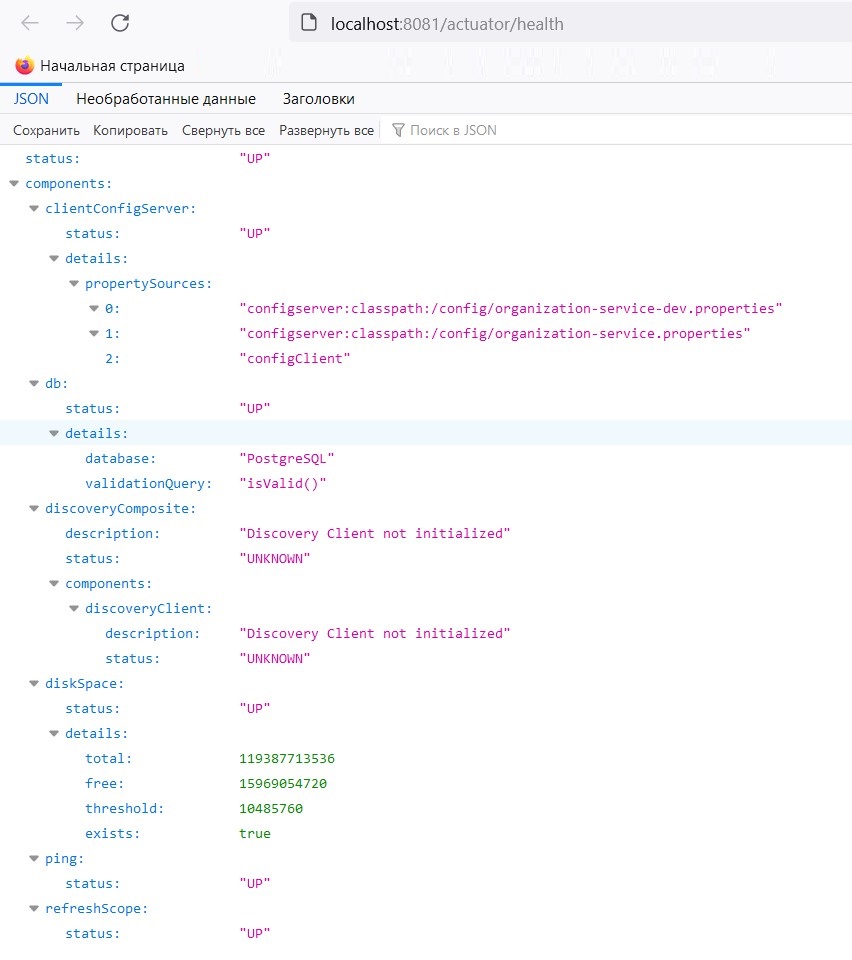 localhost:8081/actuator/health
Начальная страница
JSON Необработанные данные Заголовки
Сохранить Копировать Свернуть все Развернуть все Поиск в JSON
status: "UP"
components:
clientConfigServer:
status: "UP"
details:
propertySources:
0: "configserver:classpath:/config/organization-service-dev.properties"
1: "configserver:classpath:/config/organization-service.properties"
2: "configClient"
db:
status: "UP"
details:
database: "PostgreSQL"
validationQuery: "isValid()"
discoveryComposite:
description: "Discovery Client not initialized"
status: "UNKNOWN"
components:
discoveryClient:
description: "Discovery Client not initialized"
status: "UNKNOWN"
diskSpace:
status: "UP"
details:
total: 119387713536
free: 15969054720
threshold: 10485760
exists: true
ping:
status: "UP"
refreshScope:
status: "UP"